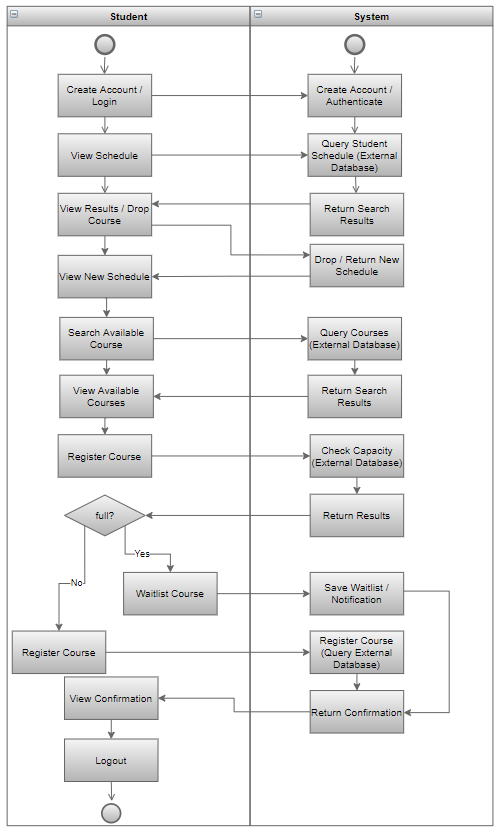 Student
System
Create Account /
Login
Create Account /
Authenticate
View Schedule
Query Student
Schedule (External
Database)
View Results / Drop
Course
Return Search
Results
Drop / Return New
Schedule
View New Schedule
Search Available
Course
Query Courses
(External Database)
View Available
Courses
Return Search
Results
Register Course
Check Capacity
(External Database)
full?
Return Results
Yes
No
Waitlist Course
Save Waitlist /
Notification
Register Course
Register Course
(Query External
Database)
View Confirmation
Return Confirmation
Logout